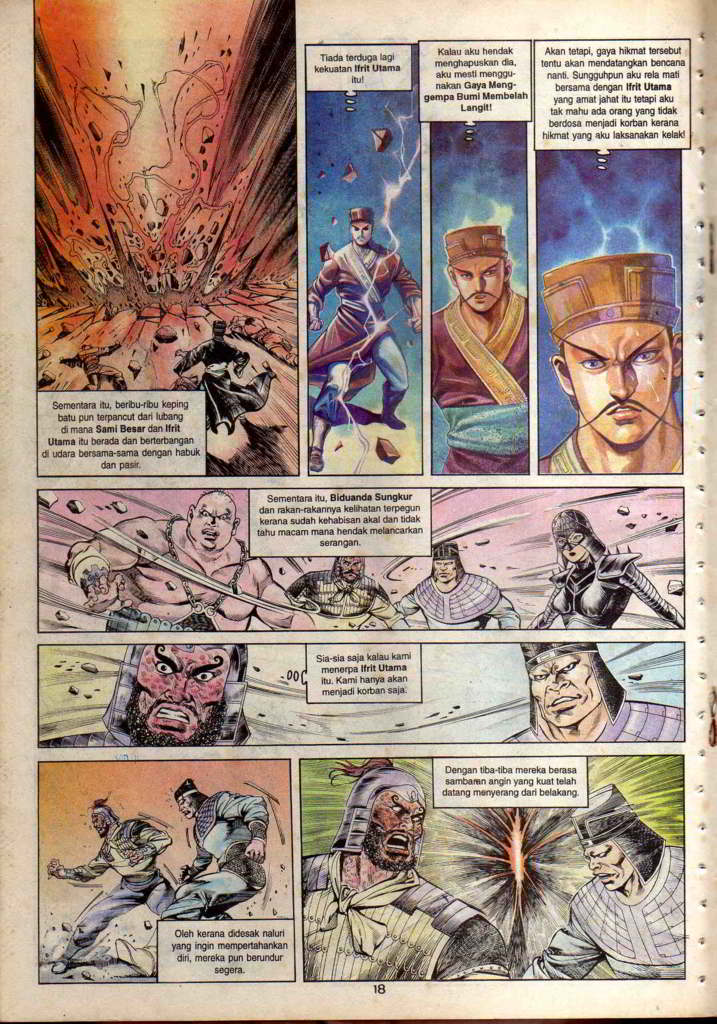 Tiada terduga lagi
kekuatan Ifrit Utama
itu!
Kalau aku hendak
menghapuskan dia,
aku mesti menggu-
nakan Gaya Meng-
gempa Bumi Membelah
Langit!
Akan tetapi, gaya hikmat tersebut
tentu akan mendatangkan bencana
nanti. Sungguhpun aku rela mati
bersama dengan Ifrit Utama
yang amat jahat itu tetapi aku
tak mahu ada orang yang tidak
berdosa menjadi korban kerana
hikmat yang aku laksanakan kelak!
Sementara itu, beribu-ribu keping
batu pun terpancut dari lubang
di mana Sami Besar dan Ifrit
Utama itu berada dan berterbangan
di udara bersama-sama dengan habuk
dan pasir.
Sementara itu, Biduanda Sungkur
dan rakan-rakannya kelihatan terpegun
kerana sudah kehabisan akal dan tidak
tahu macam mana hendak melancarkan
serangan.
Sia-sia saja kalau kami
menerpa Ifrit Utama
itu. Kami hanya akan
menjadi korban saja.
Oleh kerana didesak naluri
yang ingin mempertahankan
diri, mereka pun berundur
segera.
Dengan tiba-tiba mereka berasa
sambaran angin yang kuat telah
datang menyerang dari belakang.
18